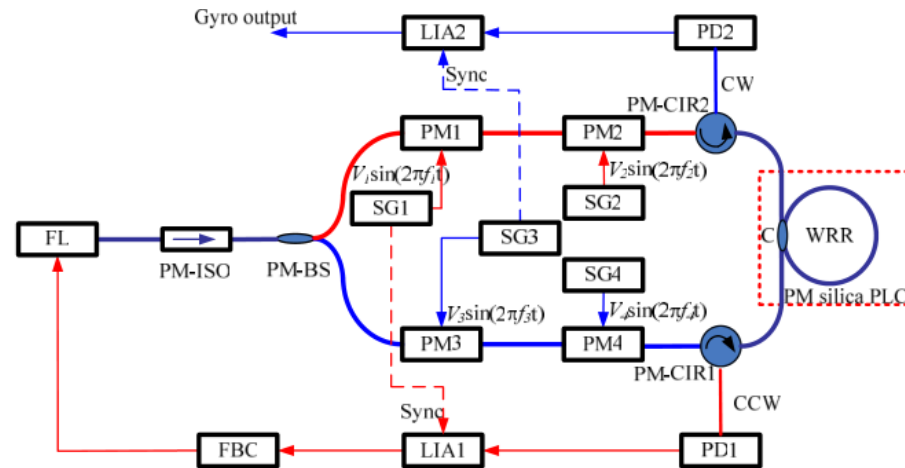 Gyro output
LIA2
PD2
Sync
CW
PM-CIR2
PM1
PM2
V₁sin(2πf₁t)
V₂sin(2πf₂t)
SG1
SG2
FL
SG3
C
WRR
PM-ISO
PM-BS
SG4
PM silica PLC
V₃sin(2πf₃t)
V₄sin(2πf₄t)
PM3
PM4
PM-CIR1
Sync
CCW
FBC
LIA1
PD1